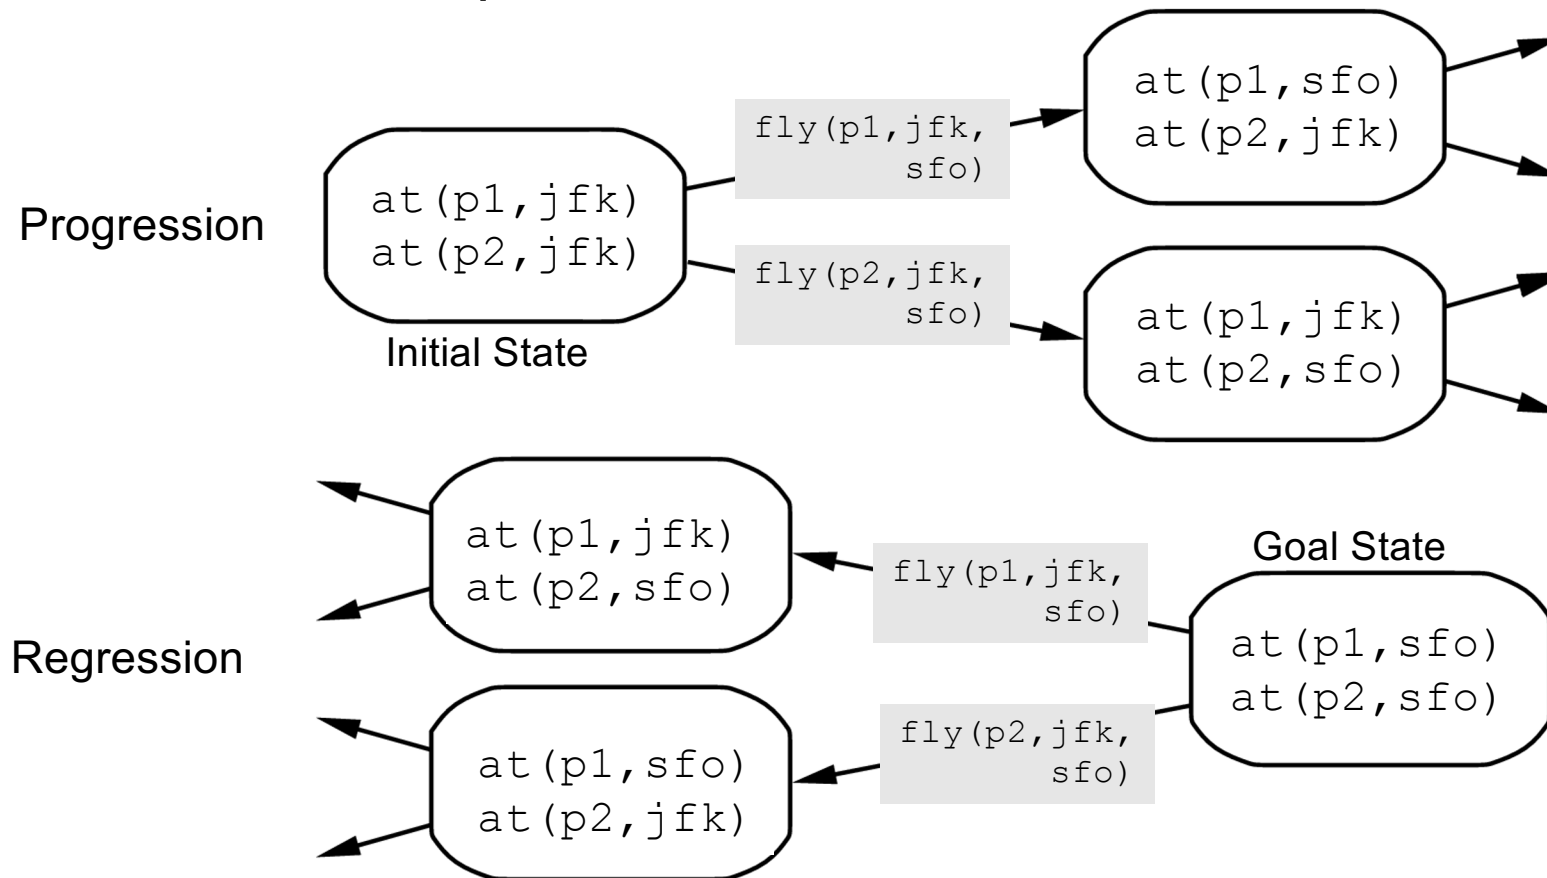 at(p1,sfo)
at(p2,jfk)
fly(p1,jfk,
sfo)
Progression
at(p1,jfk)
at(p2,jfk)
Initial State
fly(p2,jfk,
sfo)
at(p1,jfk)
at(p2,sfo)
Regression
at(p1,jfk)
at(p2,sfo)
fly(p1,jfk,
sfo)
Goal State
at(p1,sfo)
at(p2,sfo)
at(p1,sfo)
at(p2,jfk)
fly(p2,jfk,
sfo)